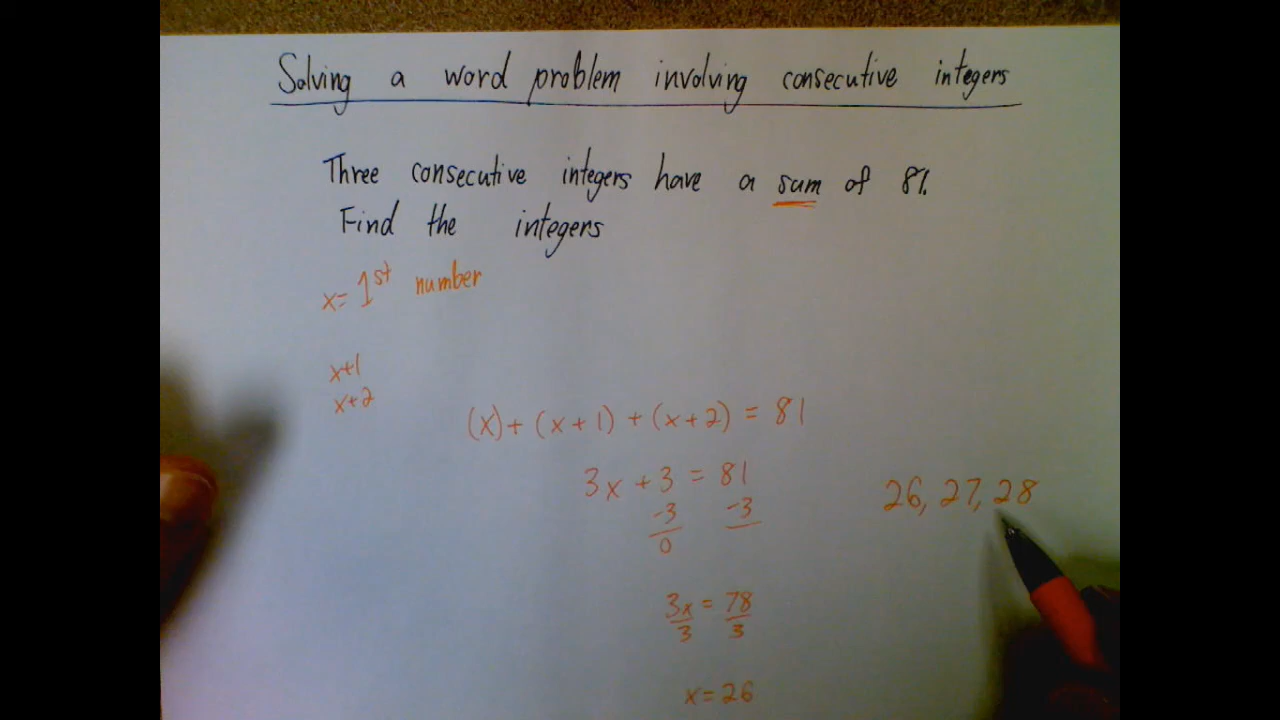 Solving a word problem involving consecutive integers
Three consecutive integers have a sum of 81.
Find the integers
x= 1st number
x+1
x+2
(x)+ (x+1) + (x+2) = 81
3x +3 = 81
-3 -3
0
26, 27, 28
3x = 78
3 3
x=26